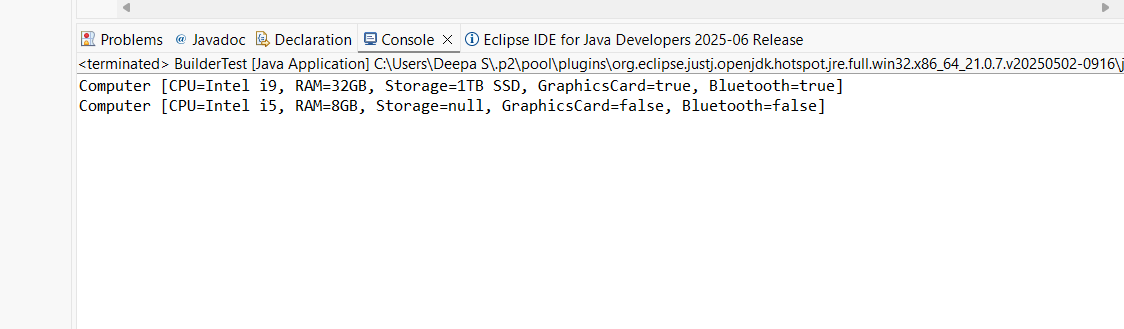 Problems @ Javadoc Declaration Console Eclipse IDE for Java Developers 2025-06 Release
<terminated> BuilderTest [Java Application] C:\Users\Deepa S\.p2\pool\plugins\org.eclipse.justj.openjdk.hotspot.jre.full.win32.x86_64_21.0.7.v20250502-0916\j
Computer [CPU=Intel i9, RAM=32GB, Storage=1TB SSD, GraphicsCard=true, Bluetooth=true]
Computer [CPU=Intel i5, RAM=8GB, Storage=null, GraphicsCard=false, Bluetooth=false]